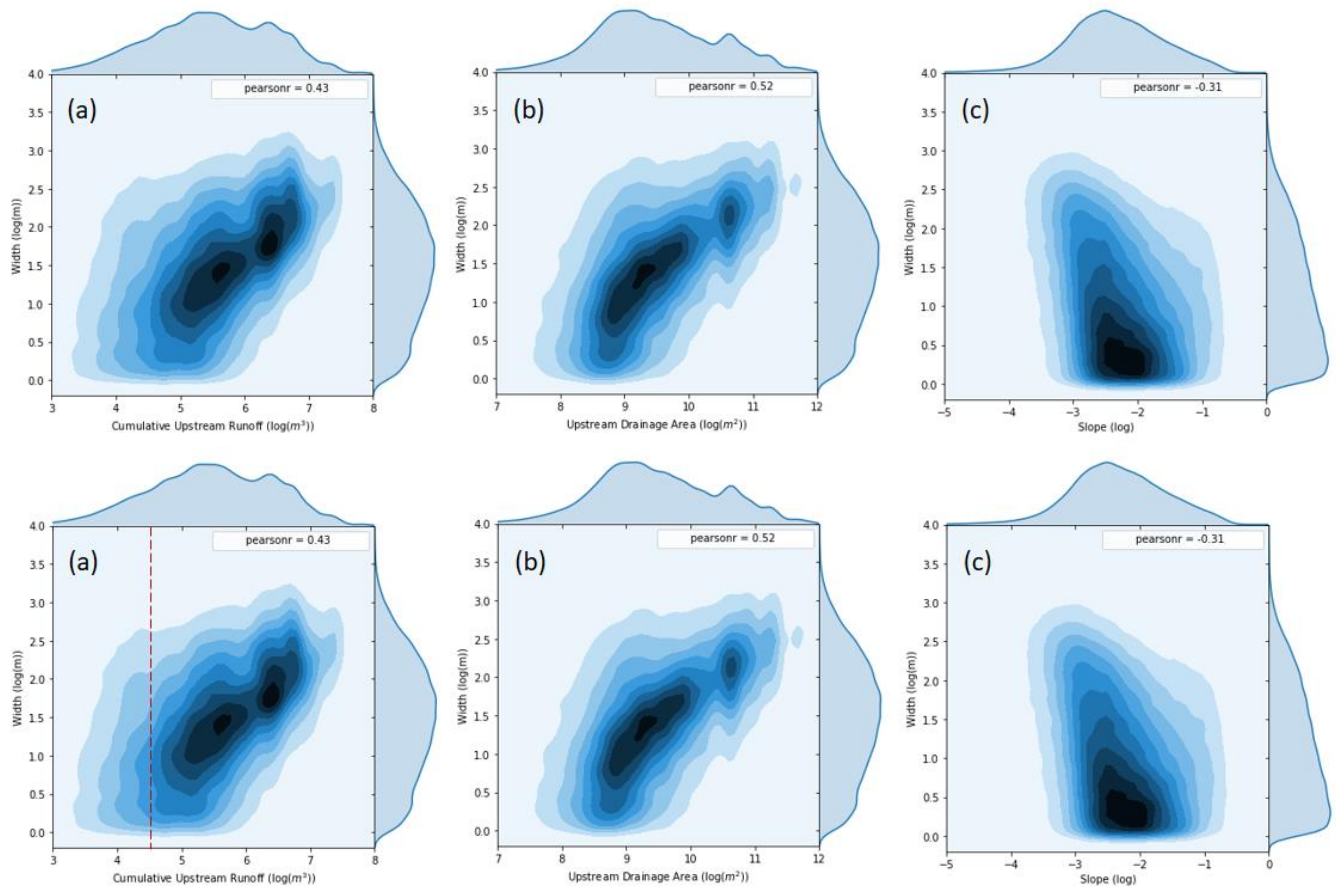 4.0
pearsonr = 0.43
(a)
3.5
3.0
2.5
2.0
1.5
1.0
0.5
0.0
Width (log(m))
3 4 5 6 7 8
Cumulative Upstream Runoff (log(m³))
4.0
pearsonr = 0.52
(b)
3.5
3.0
2.5
2.0
1.5
1.0
0.5
0.0
Width (log(m))
7 8 9 10 11 12
Upstream Drainage Area (log(m²))
4.0
pearsonr = -0.31
(c)
3.5
3.0
2.5
2.0
1.5
1.0
0.5
0.0
Width (log(m))
−5 −4 −3 −2 −1 0
Slope (log)
4.0
pearsonr = 0.43
(a)
3.5
3.0
2.5
2.0
1.5
1.0
0.5
0.0
Width (log(m))
3 4 5 6 7 8
Cumulative Upstream Runoff (log(m³))
4.0
pearsonr = 0.52
(b)
3.5
3.0
2.5
2.0
1.5
1.0
0.5
0.0
Width (log(m))
7 8 9 10 11 12
Upstream Drainage Area (log(m²))
4.0
pearsonr = -0.31
(c)
3.5
3.0
2.5
2.0
1.5
1.0
0.5
0.0
Width (log(m))
−5 −4 −3 −2 −1 0
Slope (log)